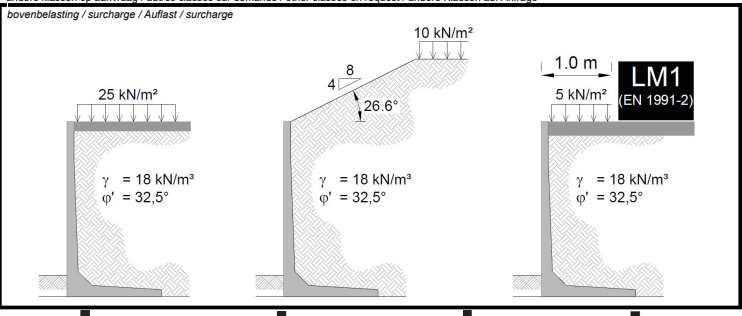 bovenbelasting / surcharge / Auflast / surcharge
10 kN/m²
8
4
26.6°
25 kN/m²
1.0 m
5 kN/m²
LM1
(EN 1991-2)
γ = 18 kN/m³
φ' = 32,5°
γ = 18 kN/m³
φ' = 32,5°
γ = 18 kN/m³
φ' = 32,5°